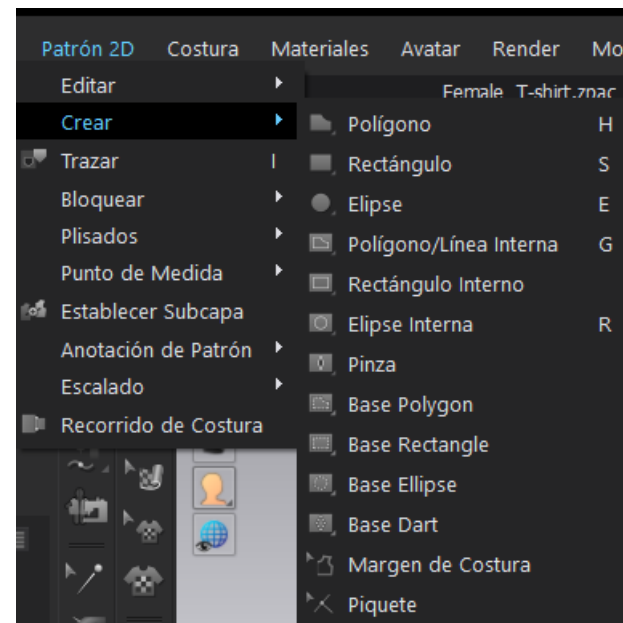 Patrón 2D Costura Materiales Avatar Render Mo
Female_T-shirt.zpac
Editar
Crear
Trazar I
Bloquear
Plisados
Punto de Medida
Establecer Subcapa
Anotación de Patrón
Escalado
Recorrido de Costura
Polígono H
Rectángulo S
Elipse E
Polígono/Línea Interna G
Rectángulo Interno
Elipse Interna R
Pinza
Base Polygon
Base Rectangle
Base Ellipse
Base Dart
Margen de Costura
Piquete